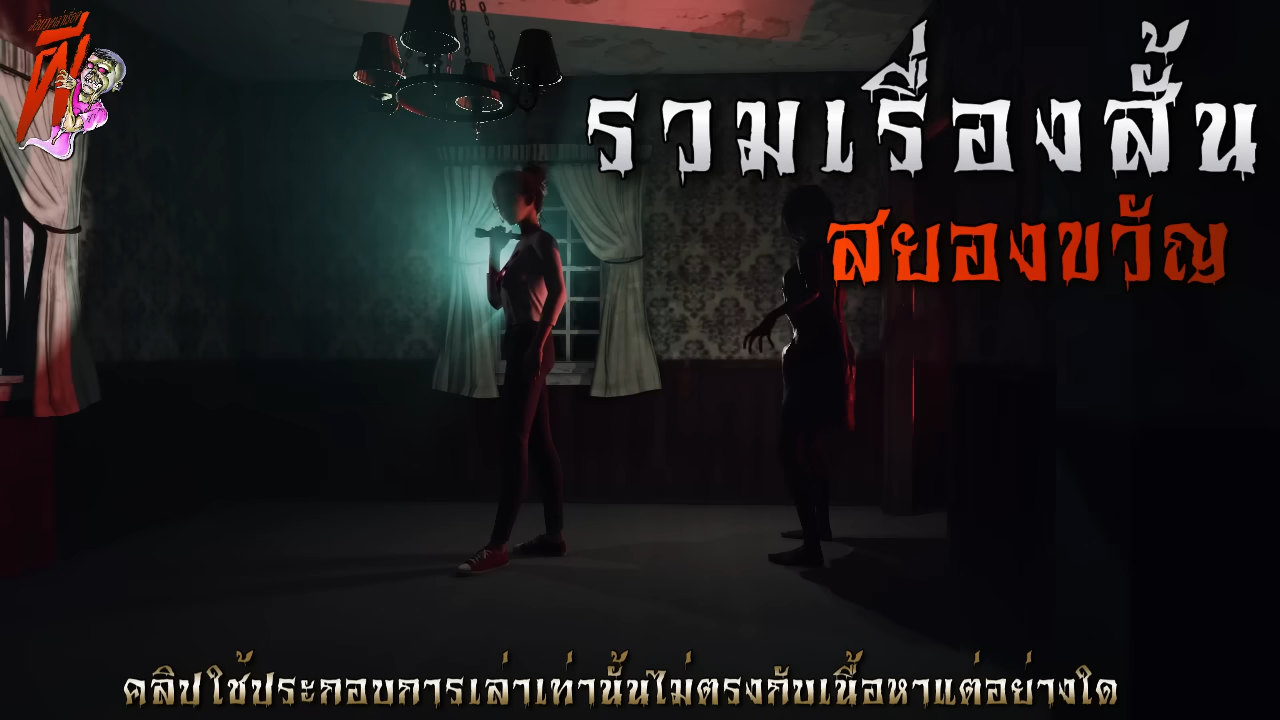 ผี
รวมเรื่องสั้น
สยองขวัญ
คลิปใช้ประกอบการเล่าเท่านั้นไม่ตรงกับเนื้อหาแต่อย่างใด